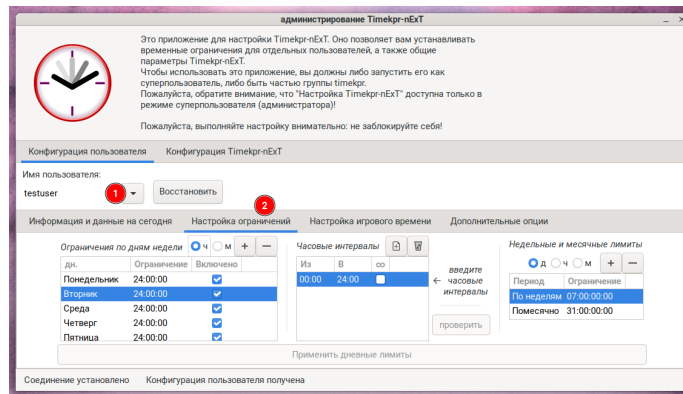 администрирование Timekpr-nExT
Это приложение для настройки Timekpr-nExT. Оно позволяет вам устанавливать
временные ограничения для отдельных пользователей, а также общие
параметры Timekpr-nExT.
Чтобы использовать это приложение, вы должны либо запустить его как
суперпользователь, либо быть частью группы timekpr.
Пожалуйста, обратите внимание, что "Настройка Timekpr-nExT" доступна только в
режиме суперпользователя (администратора)!
Пожалуйста, выполняйте настройку внимательно: не заблокируйте себя!
Конфигурация пользователя Конфигурация Timekpr-nExT
Имя пользователя:
testuser 1 Восстановить
2
Информация и данные на сегодня Настройка ограничений Настройка игрового времени Дополнительные опции
Ограничения по дням недели ч м + − Часовые интервалы Недельные и месячные лимиты
д ч м + −
дн. Ограничение Включено Из В ∞
Понедельник 24:00:00 00:00 24:00
Вторник 24:00:00
Среда 24:00:00
Четверг 24:00:00
Пятница 24:00:00
введите
← часовые
интервалы
проверить
Период Ограничение
По неделям 07:00:00:00
Помесячно 31:00:00:00
Применить дневные лимиты
Соединение установлено Конфигурация пользователя получена